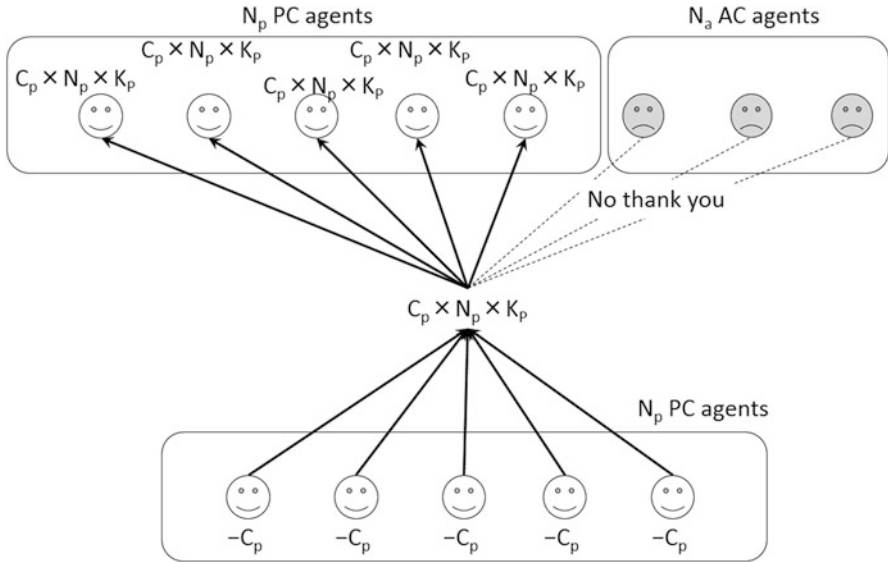 Nₚ PC agents
Nₐ AC agents
Cₚ × Nₚ × Kₚ
Cₚ × Nₚ × Kₚ
Cₚ × Nₚ × Kₚ
Cₚ × Nₚ × Kₚ
Cₚ × Nₚ × Kₚ
No thank you
Cₚ × Nₚ × Kₚ
Nₚ PC agents
−Cₚ
−Cₚ
−Cₚ
−Cₚ
−Cₚ